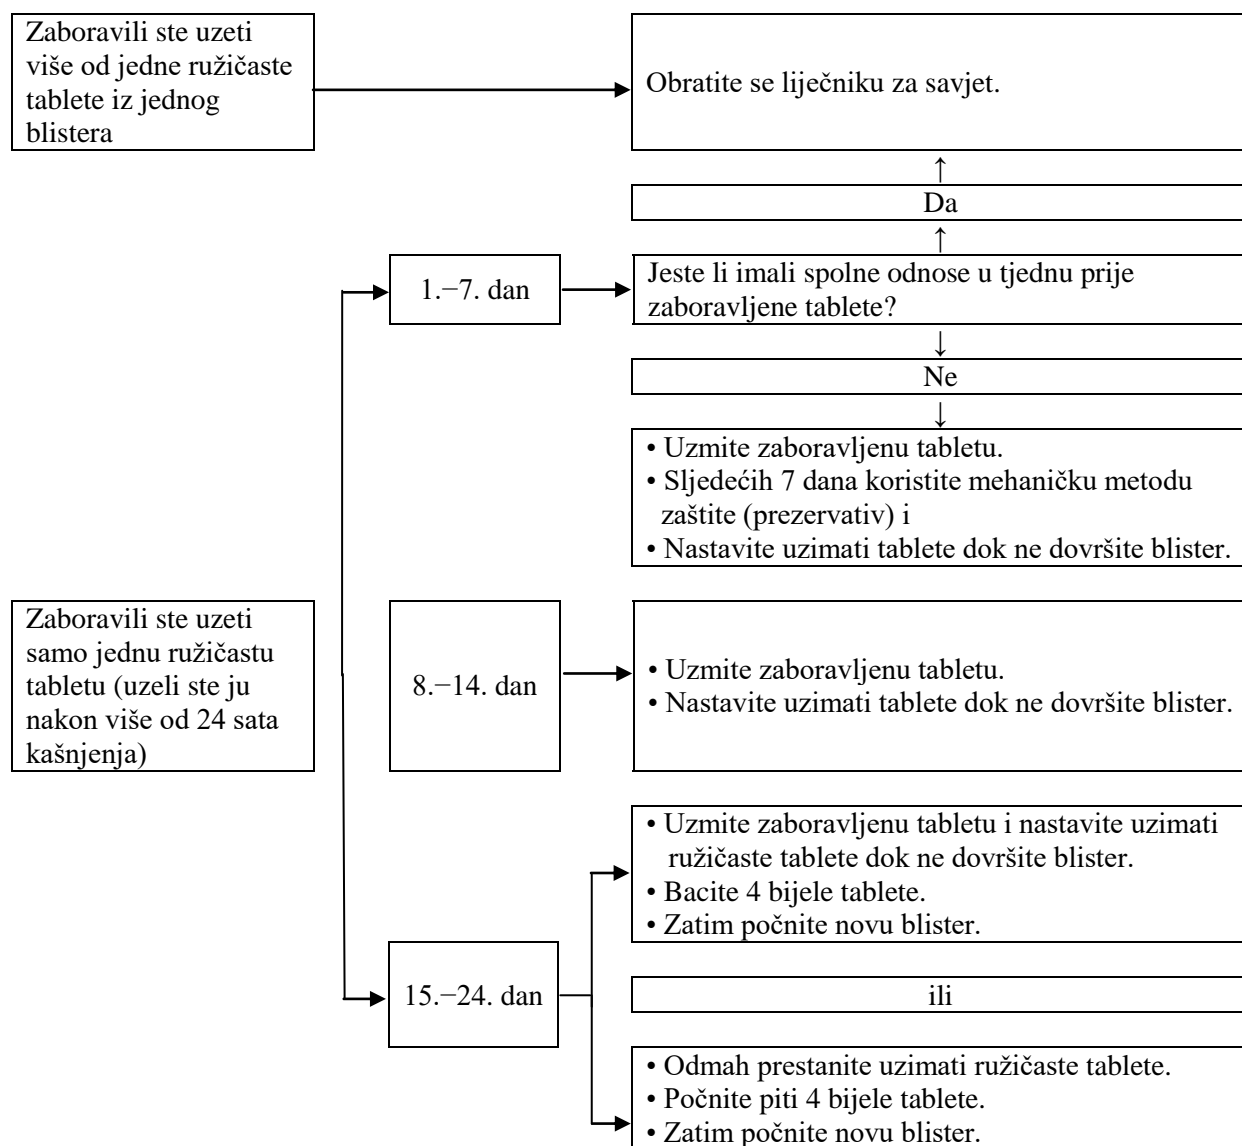 Zaboravili ste uzeti
više od jedne ružičaste
tablete iz jednog
blistera
Obratite se liječniku za savjet.
↑
Da
↑
1.−7. dan
Jeste li imali spolne odnose u tjednu prije
zaboravljene tablete?
↓
Ne
↓
• Uzmite zaboravljenu tabletu.
• Sljedećih 7 dana koristite mehaničku metodu
zaštite (prezervativ) i
• Nastavite uzimati tablete dok ne dovršite blister.
Zaboravili ste uzeti
samo jednu ružičastu
tabletu (uzeli ste ju
nakon više od 24 sata
kašnjenja)
8.−14. dan
• Uzmite zaboravljenu tabletu.
• Nastavite uzimati tablete dok ne dovršite blister.
15.−24. dan
• Uzmite zaboravljenu tabletu i nastavite uzimati
ružičaste tablete dok ne dovršite blister.
• Bacite 4 bijele tablete.
• Zatim počnite novu blister.
ili
• Odmah prestanite uzimati ružičaste tablete.
• Počnite piti 4 bijele tablete.
• Zatim počnite novu blister.